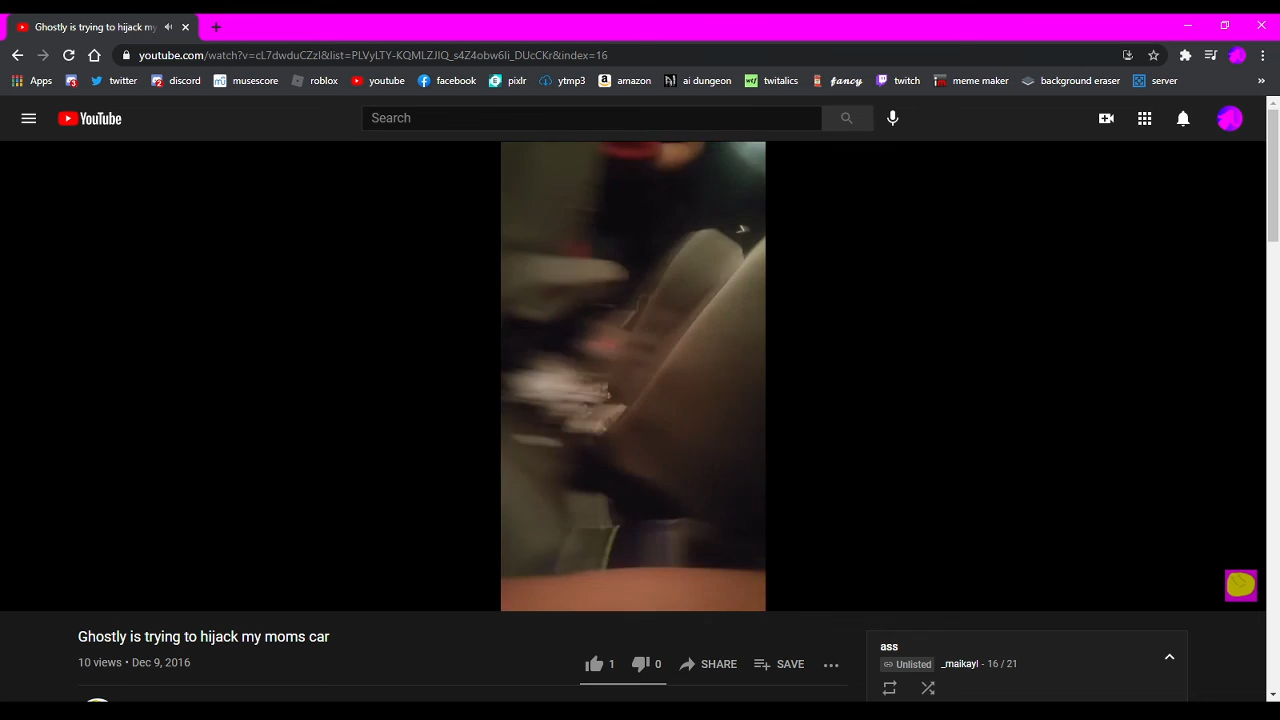 Ghostly is trying to hijack my
youtube.com/watch?v=cL7dwduCZzI&list=PLVyLTY-KQMLZJIQ_s4Z4obw6Ii_DUcCKr&index=16
Apps twitter discord musescore roblox youtube facebook pixlr ytmp3 amazon ai dungeon twitalics fancy twitch meme maker background eraser server
YouTube Search
Ghostly is trying to hijack my moms car
10 views • Dec 9, 2016 1 0 SHARE SAVE
ass
Unlisted _maikayl - 16 / 21